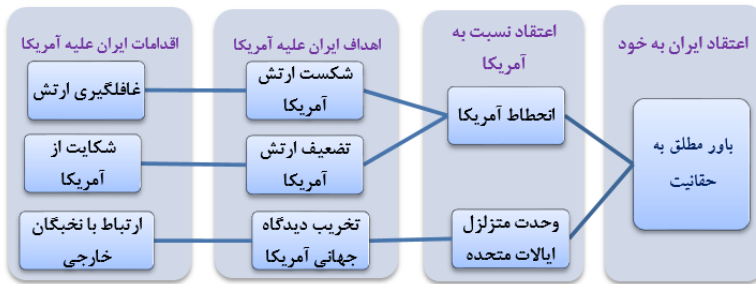 اعتقاد ایران به خود
باور مطلق به
حقانیت
اعتقاد نسبت به
آمریکا
انحطاط آمریکا
وحدت متزلزل
ایالات متحده
اهداف ایران علیه آمریکا
شکست ارتش
آمریکا
تضعیف ارتش
آمریکا
تخریب دیدگاه
جهانی آمریکا
اقدامات ایران علیه آمریکا
غافلگیری ارتش
شکایت از
آمریکا
ارتباط با نخبگان
خارجی